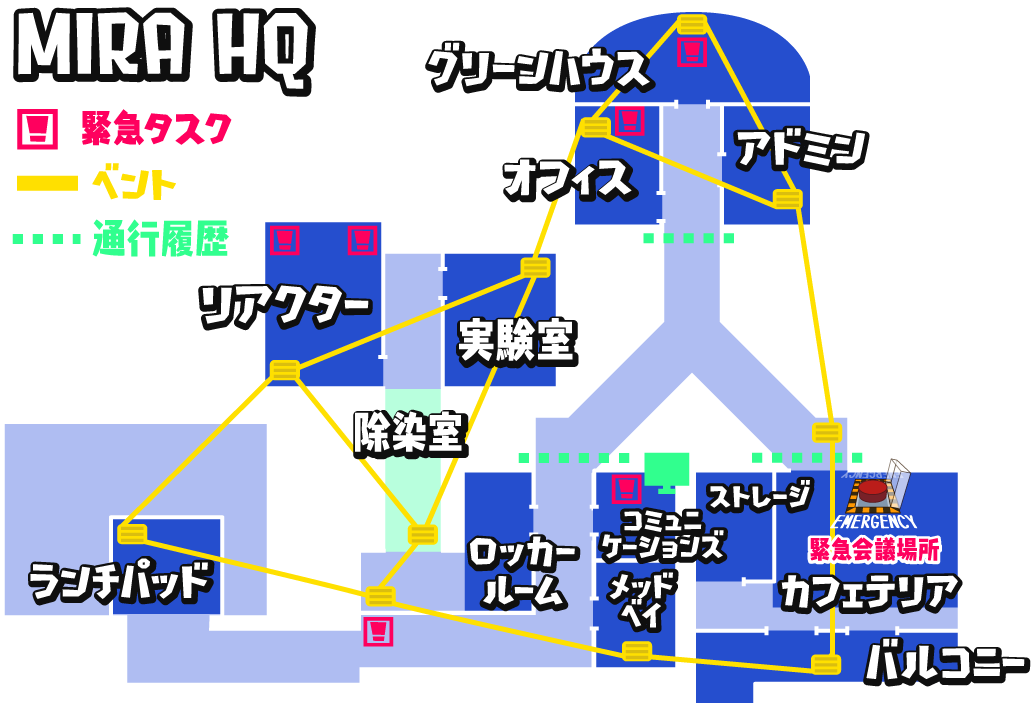 MIRA HQ
緊急タスク
ベント
通行履歴
グリーンハウス
オフィス
アドミン
リアクター
実験室
除染室
ランチパッド
ロッカー
ルーム
コミュニ
ケーションズ
メッド
ベイ
ストレージ
EMERGENCY
緊急会議場所
カフェテリア
バルコニー